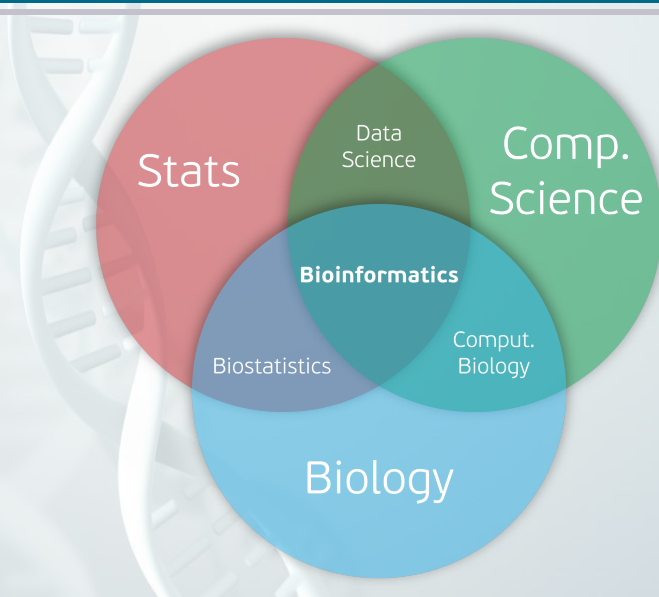 Stats
Data
Science
Comp.
Science
Bioinformatics
Biostatistics
Comput.
Biology
Biology